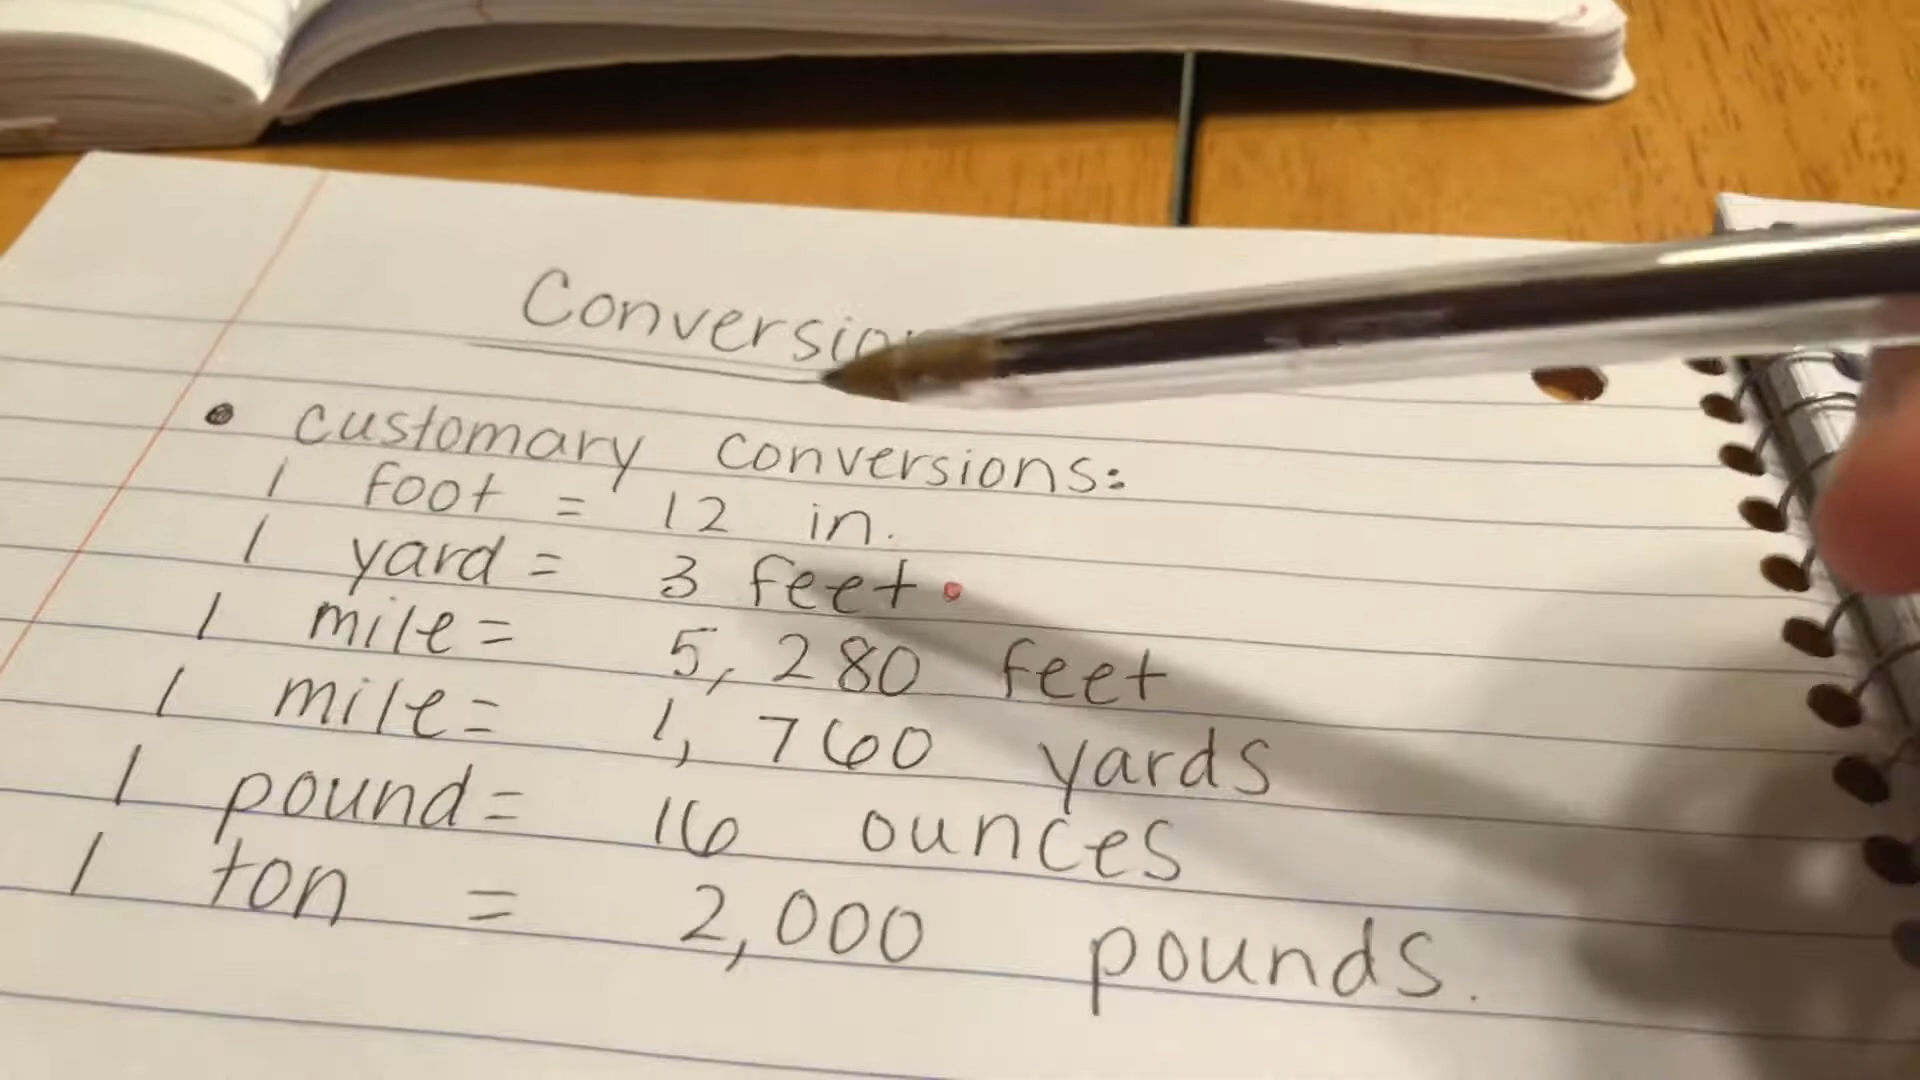 • customary conversions:
1 foot = 12 in.
1 yard = 3 feet
1 mile = 5,280 feet
1 mile = 1,760 yards
1 pound = 16 ounces
1 ton = 2,000 pounds.